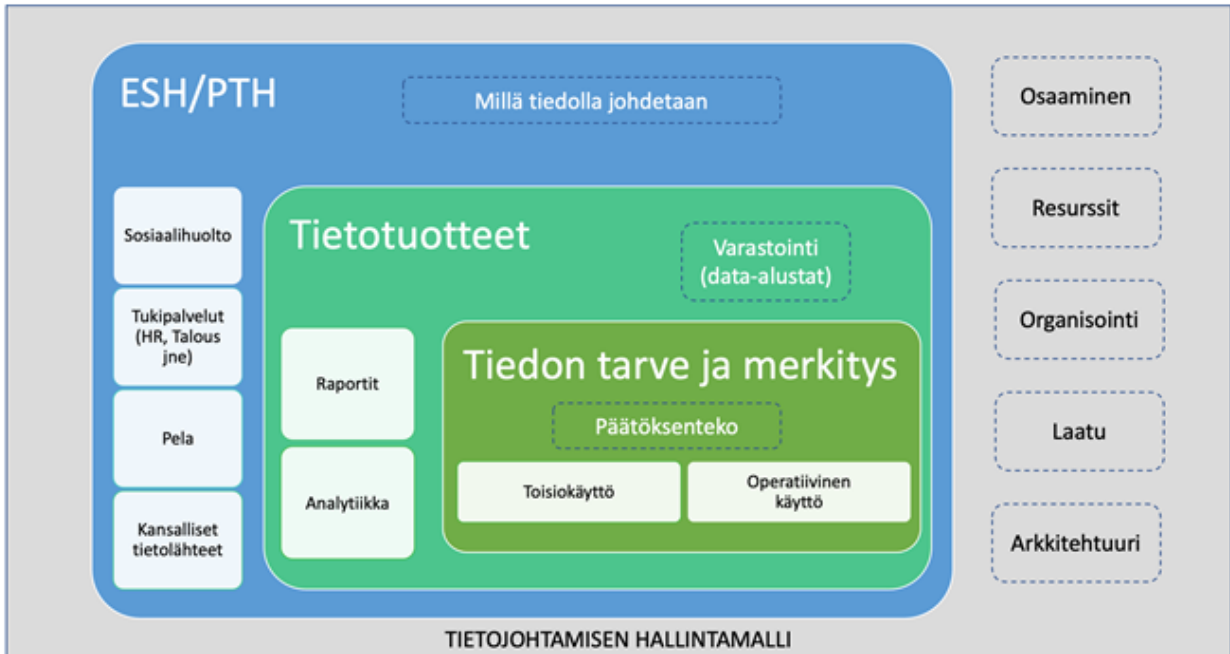 ESH/PTH
Millä tiedolla johdetaan
Sosiaalihuolto
Tukipalvelut
(HR, Talous
jne)
Pela
Kansalliset
tietolähteet
Tietotuotteet
Varastointi
(data-alustat)
Raportit
Analytiikka
Tiedon tarve ja merkitys
Päätöksenteko
Toisiokäyttö
Operatiivinen
käyttö
Osaaminen
Resurssit
Organisointi
Laatu
Arkkitehtuuri
TIETOJOHTAMISEN HALLINTAMALLI